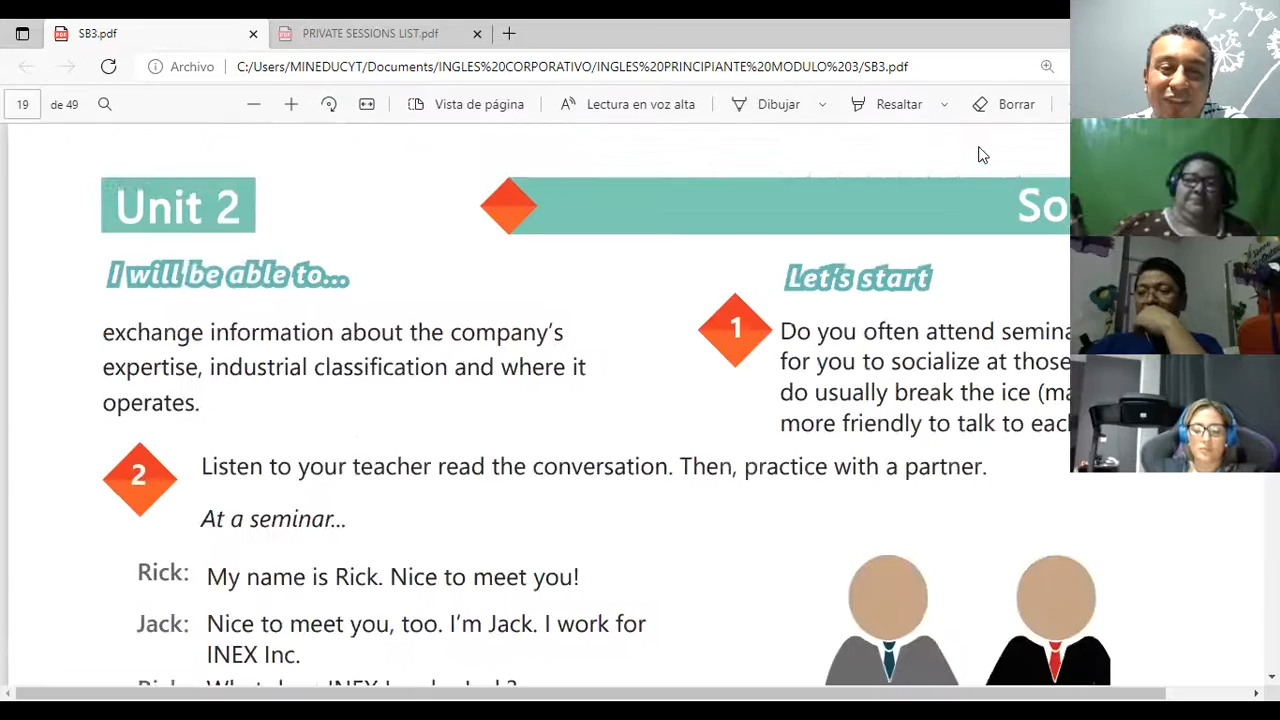 SB3.pdf
PRIVATE SESSIONS LIST.pdf
Archivo
C:/Users/MINEDUCYT/Documents/INGLES%20CORPORATIVO/INGLES%20PRINCIPIANTE%20MODULO%203/SB3.pdf
19 de 49
Vista de página
Lectura en voz alta
Dibujar
Resaltar
Borrar
Unit 2
So
I will be able to...
Let's start
exchange information about the company's
expertise, industrial classification and where it
operates.
1
Do you often attend semina
for you to socialize at those
do usually break the ice (ma
more friendly to talk to eac
2
Listen to your teacher read the conversation. Then, practice with a partner.
At a seminar...
Rick: My name is Rick. Nice to meet you!
Jack: Nice to meet you, too. I'm Jack. I work for
INEX Inc.